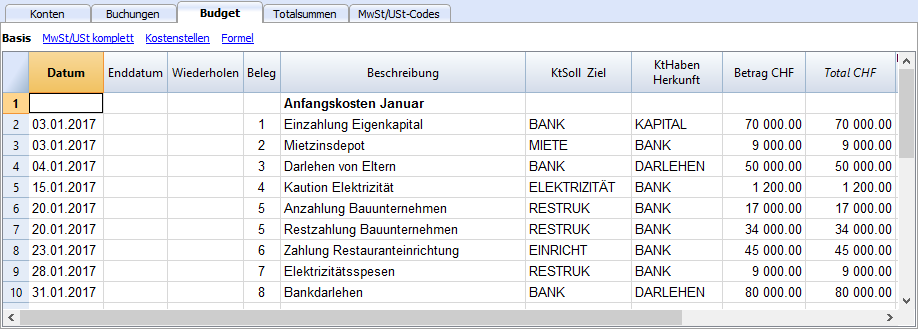 Konten Buchungen Budget Totalsummen MwSt/USt-Codes
Basis MwSt/USt komplett Kostenstellen Formel
Datum Enddatum Wiederholen Beleg Beschreibung KtSoll Ziel KtHaben Herkunft Betrag CHF Total CHF
1 Anfangskosten Januar
2 03.01.2017 1 Einzahlung Eigenkapital BANK KAPITAL 70 000.00 70 000.00
3 03.01.2017 2 Mietzinsdepot MIETE BANK 9 000.00 9 000.00
4 04.01.2017 3 Darlehen von Eltern BANK DARLEHEN 50 000.00 50 000.00
5 15.01.2017 4 Kaution Elektrizität ELEKTRIZITÄT BANK 1 200.00 1 200.00
6 20.01.2017 5 Anzahlung Bauunternehmen RESTRUK BANK 17 000.00 17 000.00
7 20.01.2017 5 Restzahlung Bauunternehmen RESTRUK BANK 34 000.00 34 000.00
8 23.01.2017 6 Zahlung Restauranteinrichtung EINRICHT BANK 45 000.00 45 000.00
9 28.01.2017 7 Elektrizitätsspesen RESTRUK BANK 9 000.00 9 000.00
10 31.01.2017 8 Bankdarlehen BANK DARLEHEN 80 000.00 80 000.00